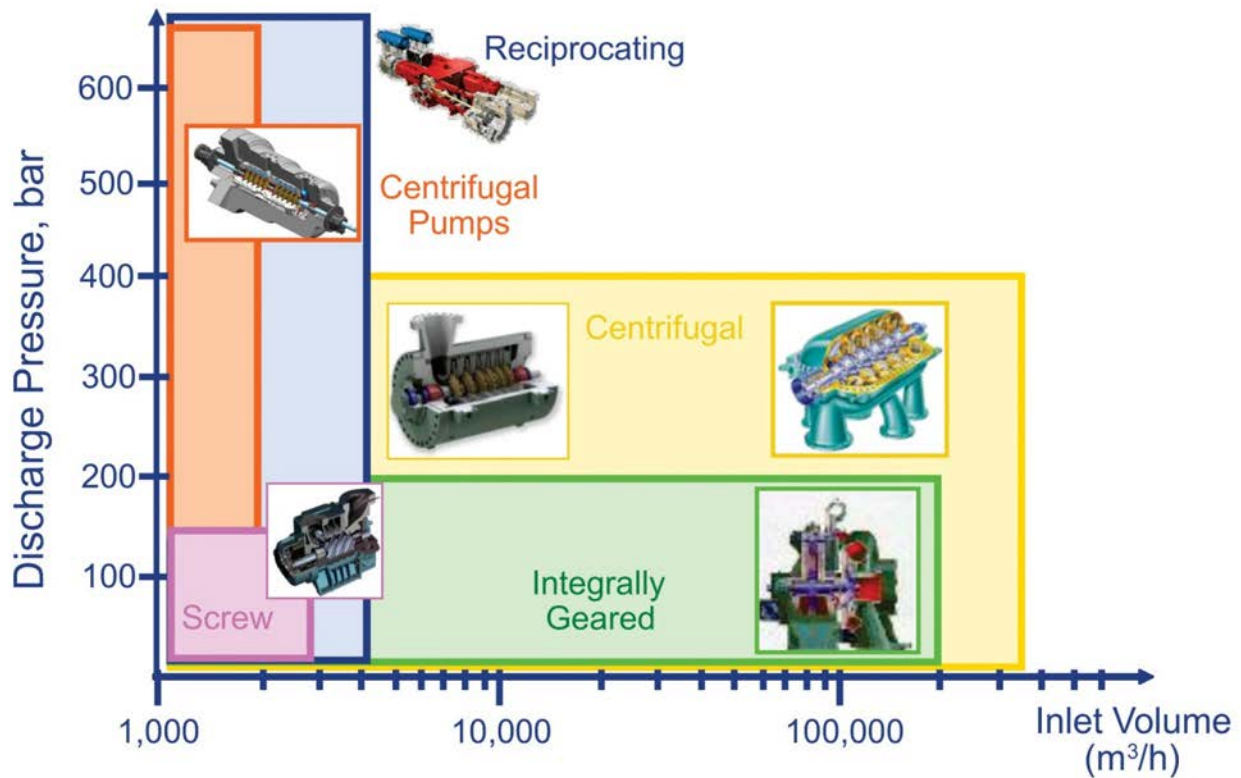 Discharge Pressure, bar
600
500
400
300
200
100
Reciprocating
Centrifugal
Pumps
Centrifugal
Integrally
Geared
Screw
1,000
10,000
100,000
Inlet Volume
(m³/h)